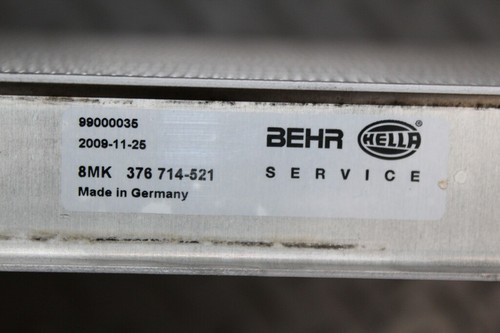 99000035
2009-11-25
8MK 376 714-521
Made in Germany
BEHR HELLA
SERVICE